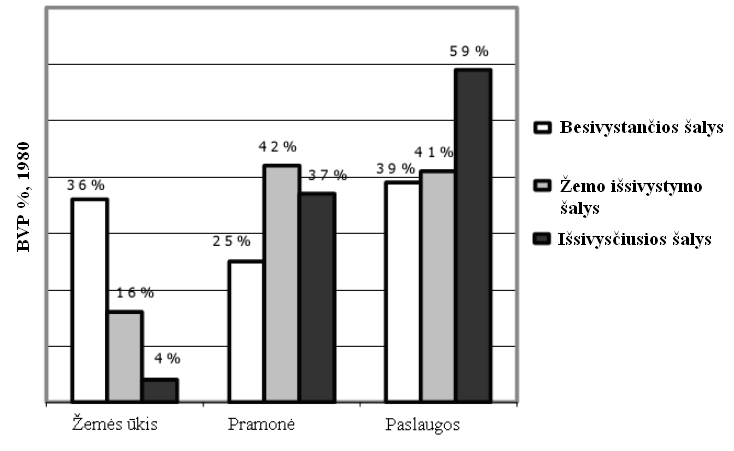 BVP %, 1980
36%
16%
4%
25%
42%
37%
39%
41%
59%
Žemės ūkis
Pramonė
Paslaugos
Besivystančios šalys
Žemo išsivystymo
šalys
Išsivysčiusios šalys